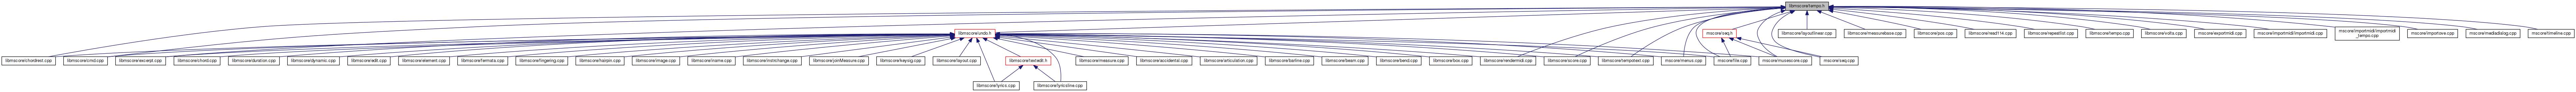 libmscore/tempo.h
libmscore/undo.h
mscore/seq.h
libmscore/layoutlinear.cpp
libmscore/measurebase.cpp
libmscore/pos.cpp
libmscore/read114.cpp
libmscore/repeatlist.cpp
libmscore/tempo.cpp
libmscore/volta.cpp
mscore/exportmidi.cpp
mscore/importmidi/importmidi.cpp
mscore/importmidi/importmidi
_tempo.cpp
mscore/importove.cpp
mscore/mediadialog.cpp
mscore/timeline.cpp
libmscore/chordrest.cpp
libmscore/cmd.cpp
libmscore/excerpt.cpp
libmscore/chord.cpp
libmscore/duration.cpp
libmscore/dynamic.cpp
libmscore/edit.cpp
libmscore/element.cpp
libmscore/fermata.cpp
libmscore/fingering.cpp
libmscore/hairpin.cpp
libmscore/image.cpp
libmscore/iname.cpp
libmscore/instrchange.cpp
libmscore/joinMeasure.cpp
libmscore/keysig.cpp
libmscore/layout.cpp
libmscore/textedit.h
libmscore/measure.cpp
libmscore/accidental.cpp
libmscore/articulation.cpp
libmscore/barline.cpp
libmscore/beam.cpp
libmscore/bend.cpp
libmscore/box.cpp
libmscore/rendermidi.cpp
libmscore/score.cpp
libmscore/tempotext.cpp
mscore/menus.cpp
mscore/file.cpp
mscore/musescore.cpp
mscore/seq.cpp
libmscore/lyrics.cpp
libmscore/lyricsline.cpp